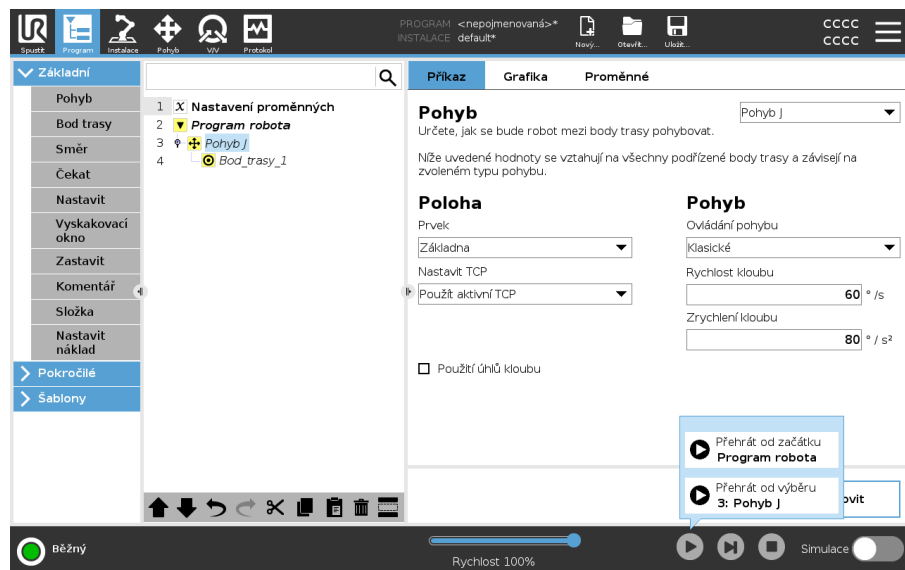 PROGRAM <nepojmenovaná>*
INSTALACE default*
Spustit
Program
Instalace
Pohyb
V/V
Protokol
Nový...
Otevřít...
Uložit...
CCCC
CCCC
Základní
Pohyb
Bod trasy
Směr
Čekat
Nastavit
Vyskakovací
okno
Zastavit
Komentář
Složka
Nastavit
náklad
Pokročilé
Šablony
1 X Nastavení proměnných
2 Program robota
3 Pohyb J
4 Bod_trasy_1
Příkaz
Grafika
Proměnné
Pohyb
Pohyb J
Určete, jak se bude robot mezi body trasy pohybovat.
Níže uvedené hodnoty se vztahují na všechny podřízené body trasy a závisejí na
zvoleném typu pohybu.
Poloha
Prvek
Základna
Nastavit TCP
Použít aktivní TCP
Použití úhlů kloubu
Pohyb
Ovládání pohybu
Klasické
Rychlost kloubu
60 ° /s
Zrychlení kloubu
80 ° / s²
Přehrát od začátku
Program robota
Přehrát od výběru
3: Pohyb J
ovit
Běžný
Rychlost 100%
Simulace